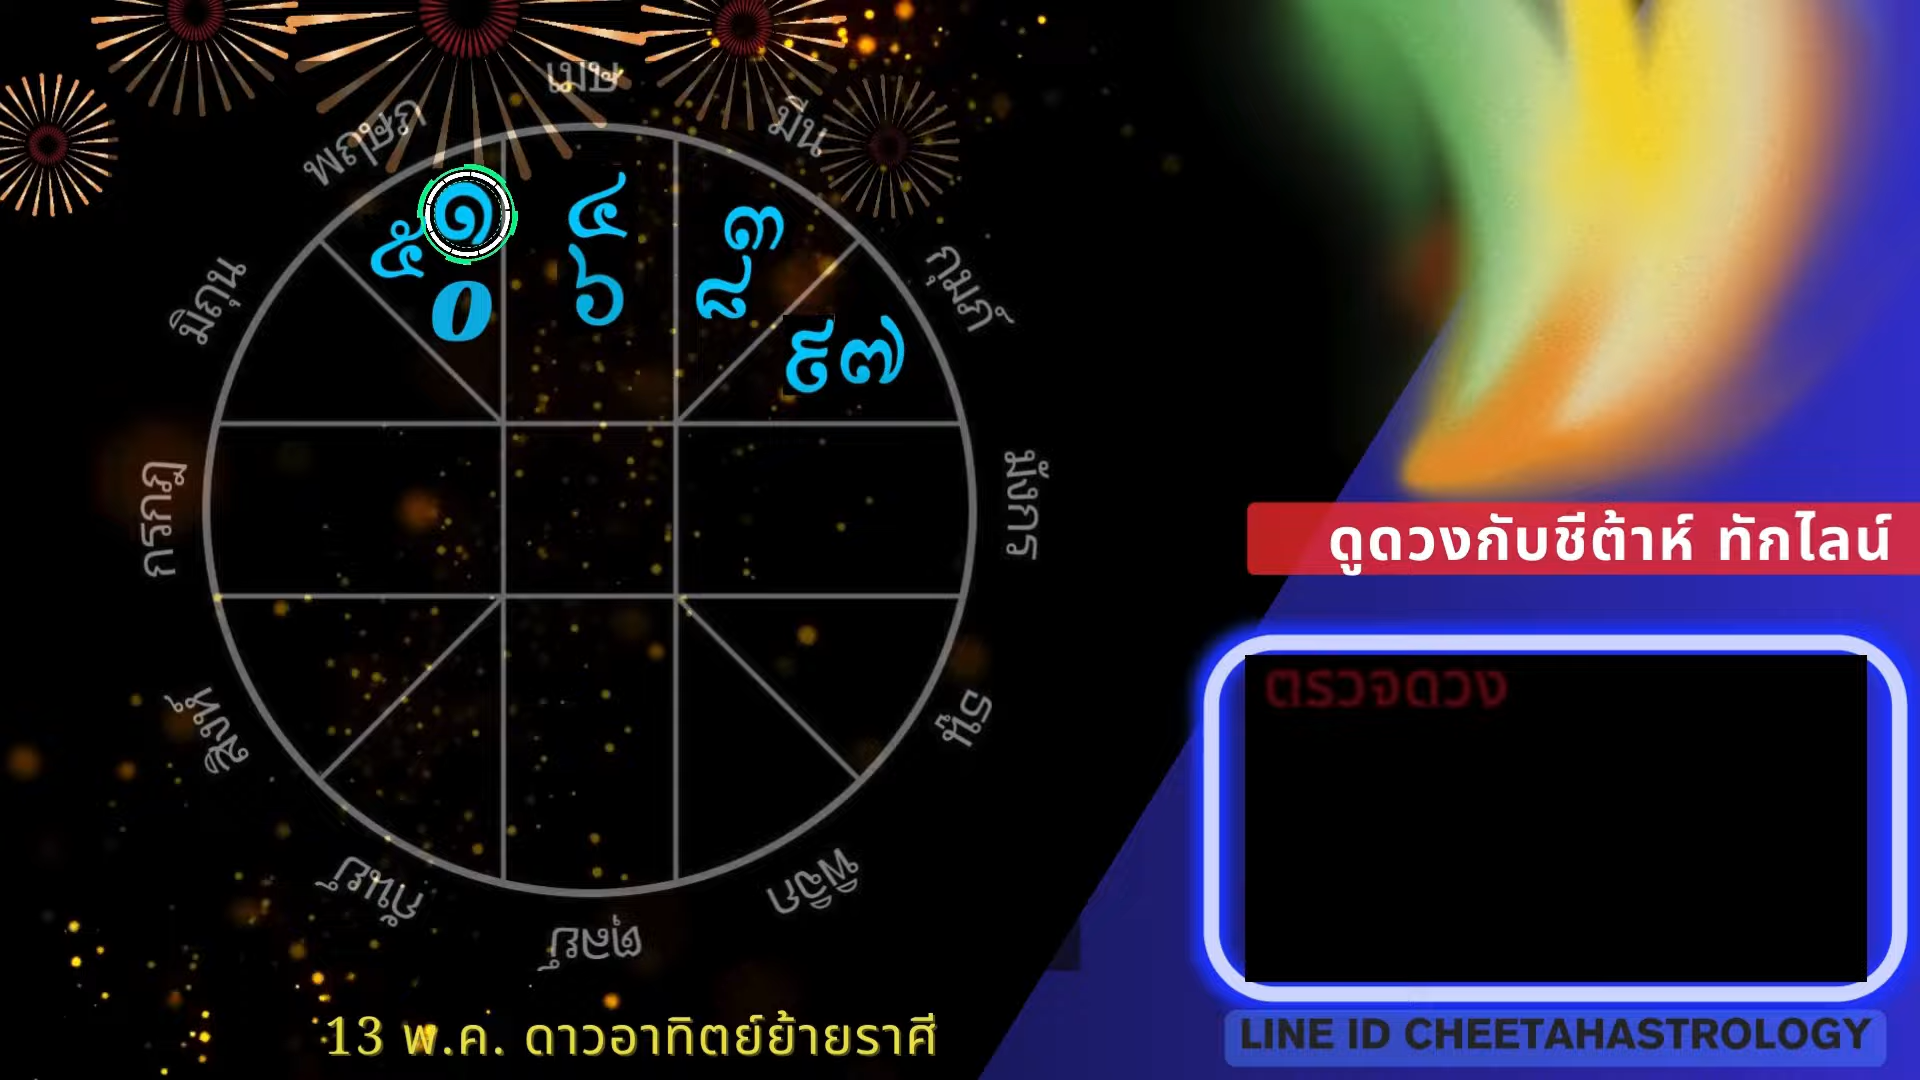 เมษ
พฤษภ
มีน
มิถุน
กุมภ์
๑
๕
๐
๔
๖
๓
๘
๙๗
กรกฎ
มังกร
สิงห์
ธนู
กันย์
ตุลย์
พิจิก
13 พ.ค. ดาวอาทิตย์ย้ายราศี
ดูดวงกับชีต้าห์ ทักไลน์
ตรวจดวง
LINE ID CHEETAHASTROLOGY